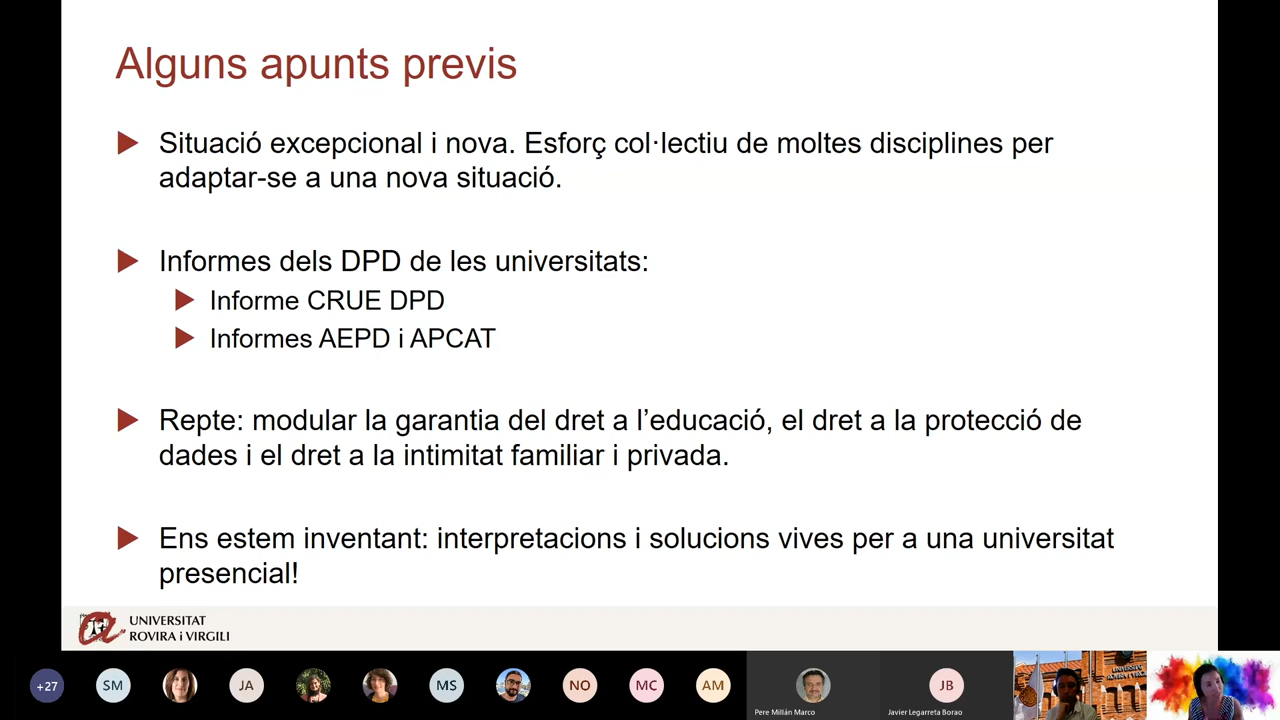 Alguns apunts previs
Situació excepcional i nova. Esforç col·lectiu de moltes disciplines per
adaptar-se a una nova situació.
Informes dels DPD de les universitats:
Informe CRUE DPD
Informes AEPD i APCAT
Repte: modular la garantia del dret a l’educació, el dret a la protecció de
dades i el dret a la intimitat familiar i privada.
Ens estem inventant: interpretacions i solucions vives per a una universitat
presencial!
UNIVERSITAT
ROVIRA i VIRGILI
+27
SM
JA
MS
NO
MC
AM
Pere Millán Marco
JB
Javier Legarreta Borao
UNIVERSITAT
ROVIRA I VIRGILI